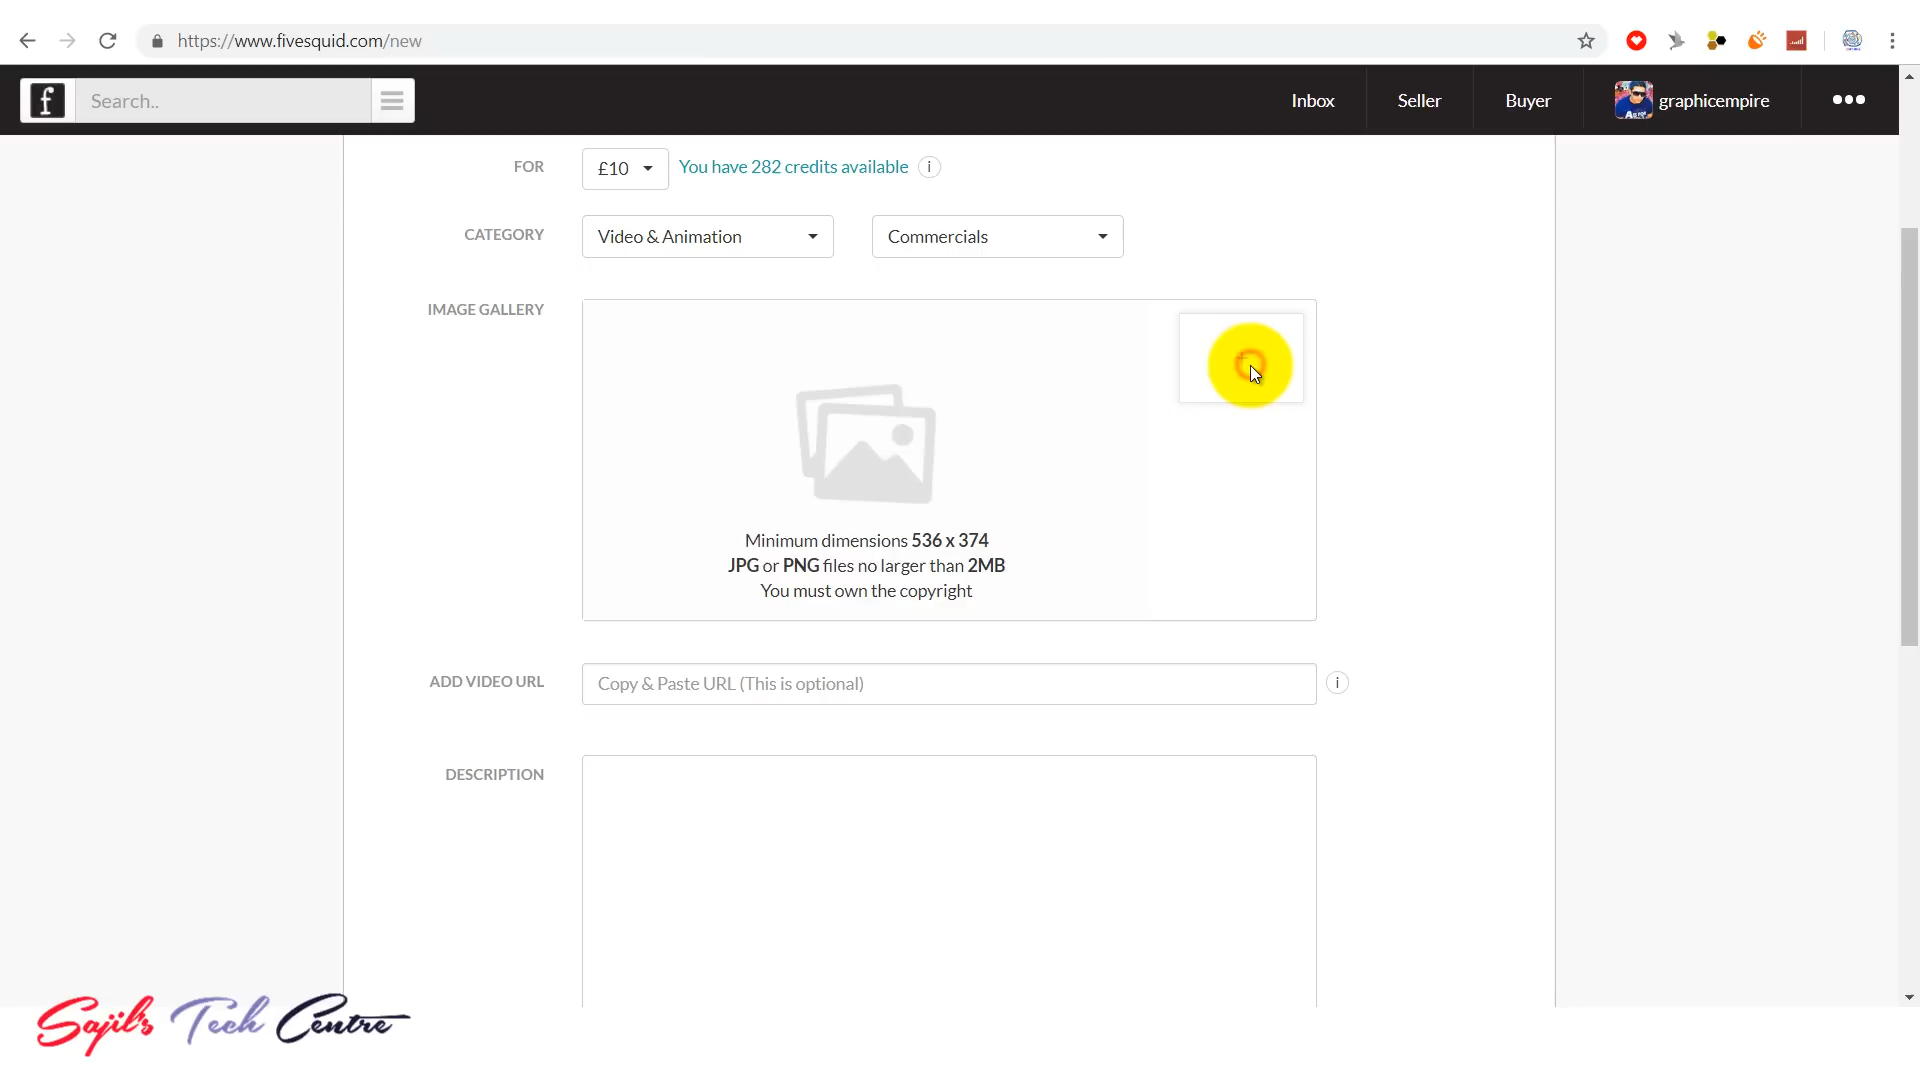 https://www.fivesquid.com/new
f
Search..
Inbox
Seller
Buyer
graphicempire
FOR
£10
You have 282 credits available
i
CATEGORY
Video & Animation
Commercials
IMAGE GALLERY
Minimum dimensions 536 x 374
JPG or PNG files no larger than 2MB
You must own the copyright
ADD VIDEO URL
Copy & Paste URL (This is optional)
i
DESCRIPTION
Sajil's Tech Centre